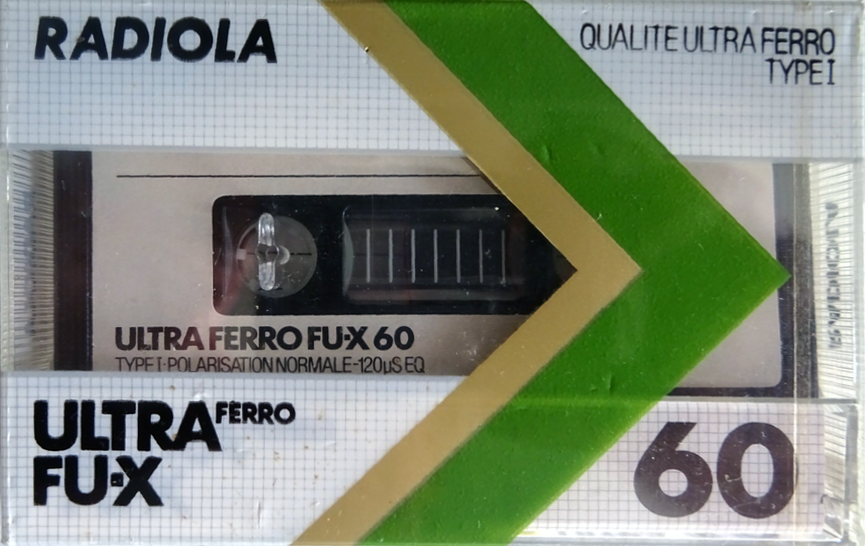 RADIOLA
QUALITE ULTRA FERRO
TYPE I
ULTRA FERRO FU-X 60
TYPE I-POLARISATION NORMALE-120µS EQ
ULTRA FERRO
FU-X
60